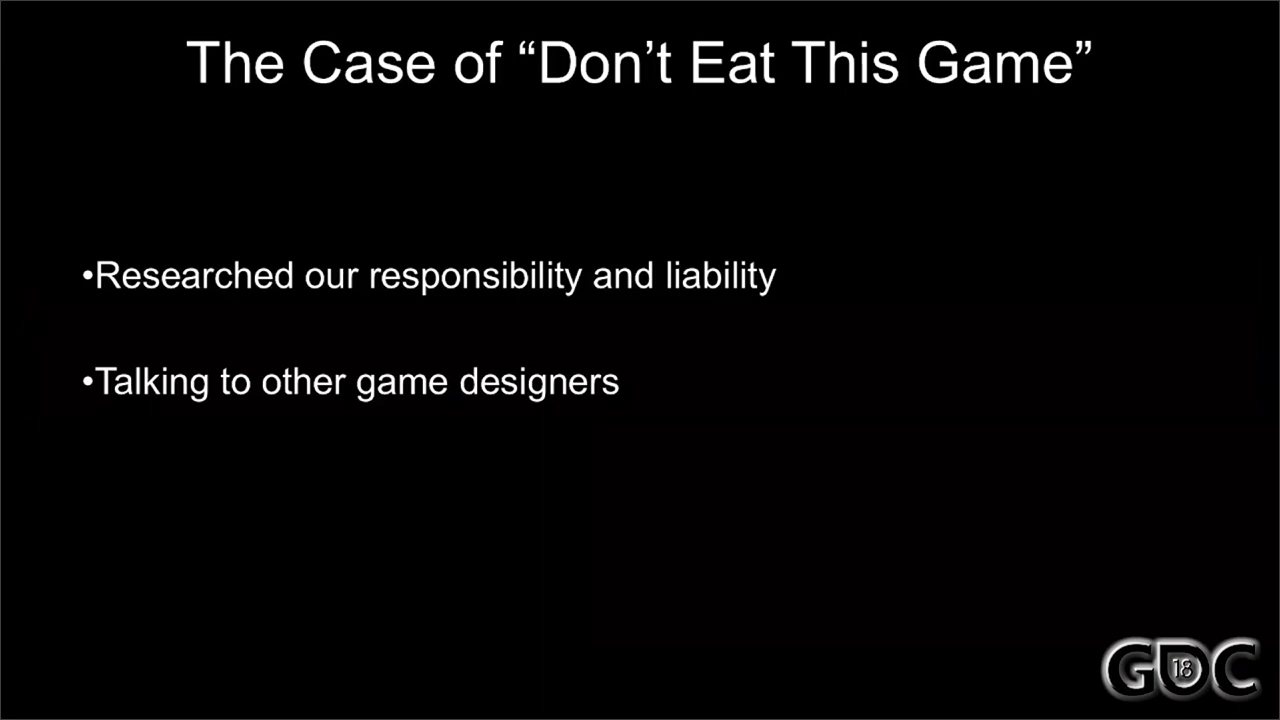 The Case of “Don’t Eat This Game”
•Researched our responsibility and liability
•Talking to other game designers
GDC
18